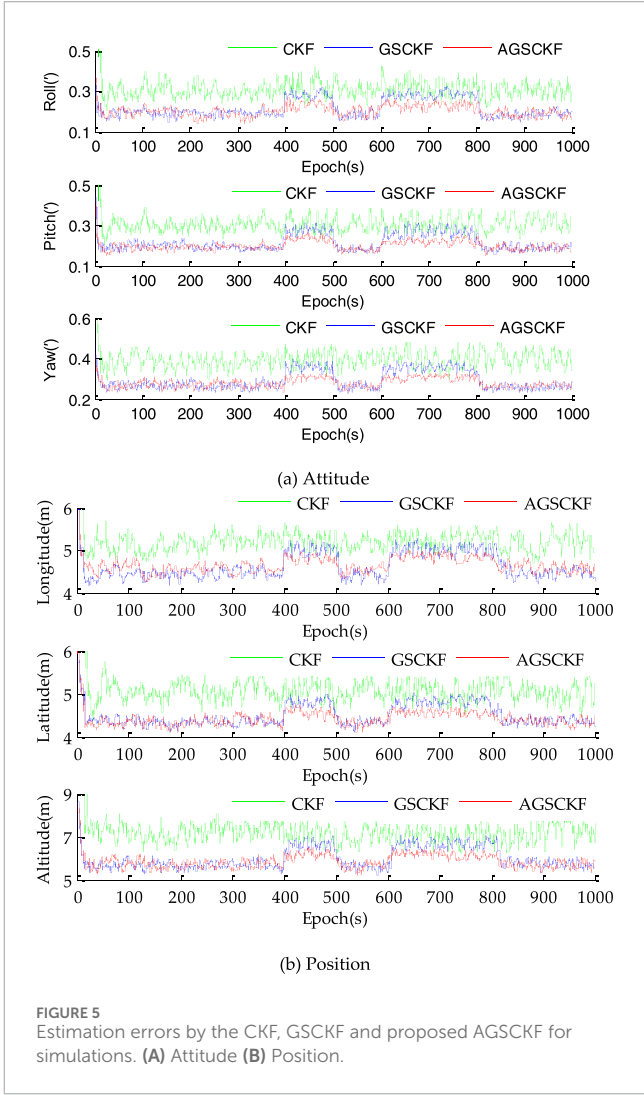 CKF GSCKF AGSCKF
0.5
0.3
0.1
Roll(')
0 100 200 300 400 500 600 700 800 900 1000
Epoch(s)
CKF GSCKF AGSCKF
0.5
0.3
0.1
Pitch(')
0 100 200 300 400 500 600 700 800 900 1000
Epoch(s)
CKF GSCKF AGSCKF
0.6
0.4
0.2
Yaw(')
0 100 200 300 400 500 600 700 800 900 1000
Epoch(s)
(a) Attitude
CKF GSCKF AGSCKF
6
5
4
Longitude(m)
0 100 200 300 400 500 600 700 800 900 1000
Epoch(s)
CKF GSCKF AGSCKF
6
5
4
Latitude(m)
0 100 200 300 400 500 600 700 800 900 1000
Epoch(s)
CKF GSCKF AGSCKF
9
7
5
Altitude(m)
0 100 200 300 400 500 600 700 800 900 1000
Epoch(s)
(b) Position
FIGURE 5
Estimation errors by the CKF, GSCKF and proposed AGSCKF for
simulations. (A) Attitude (B) Position.